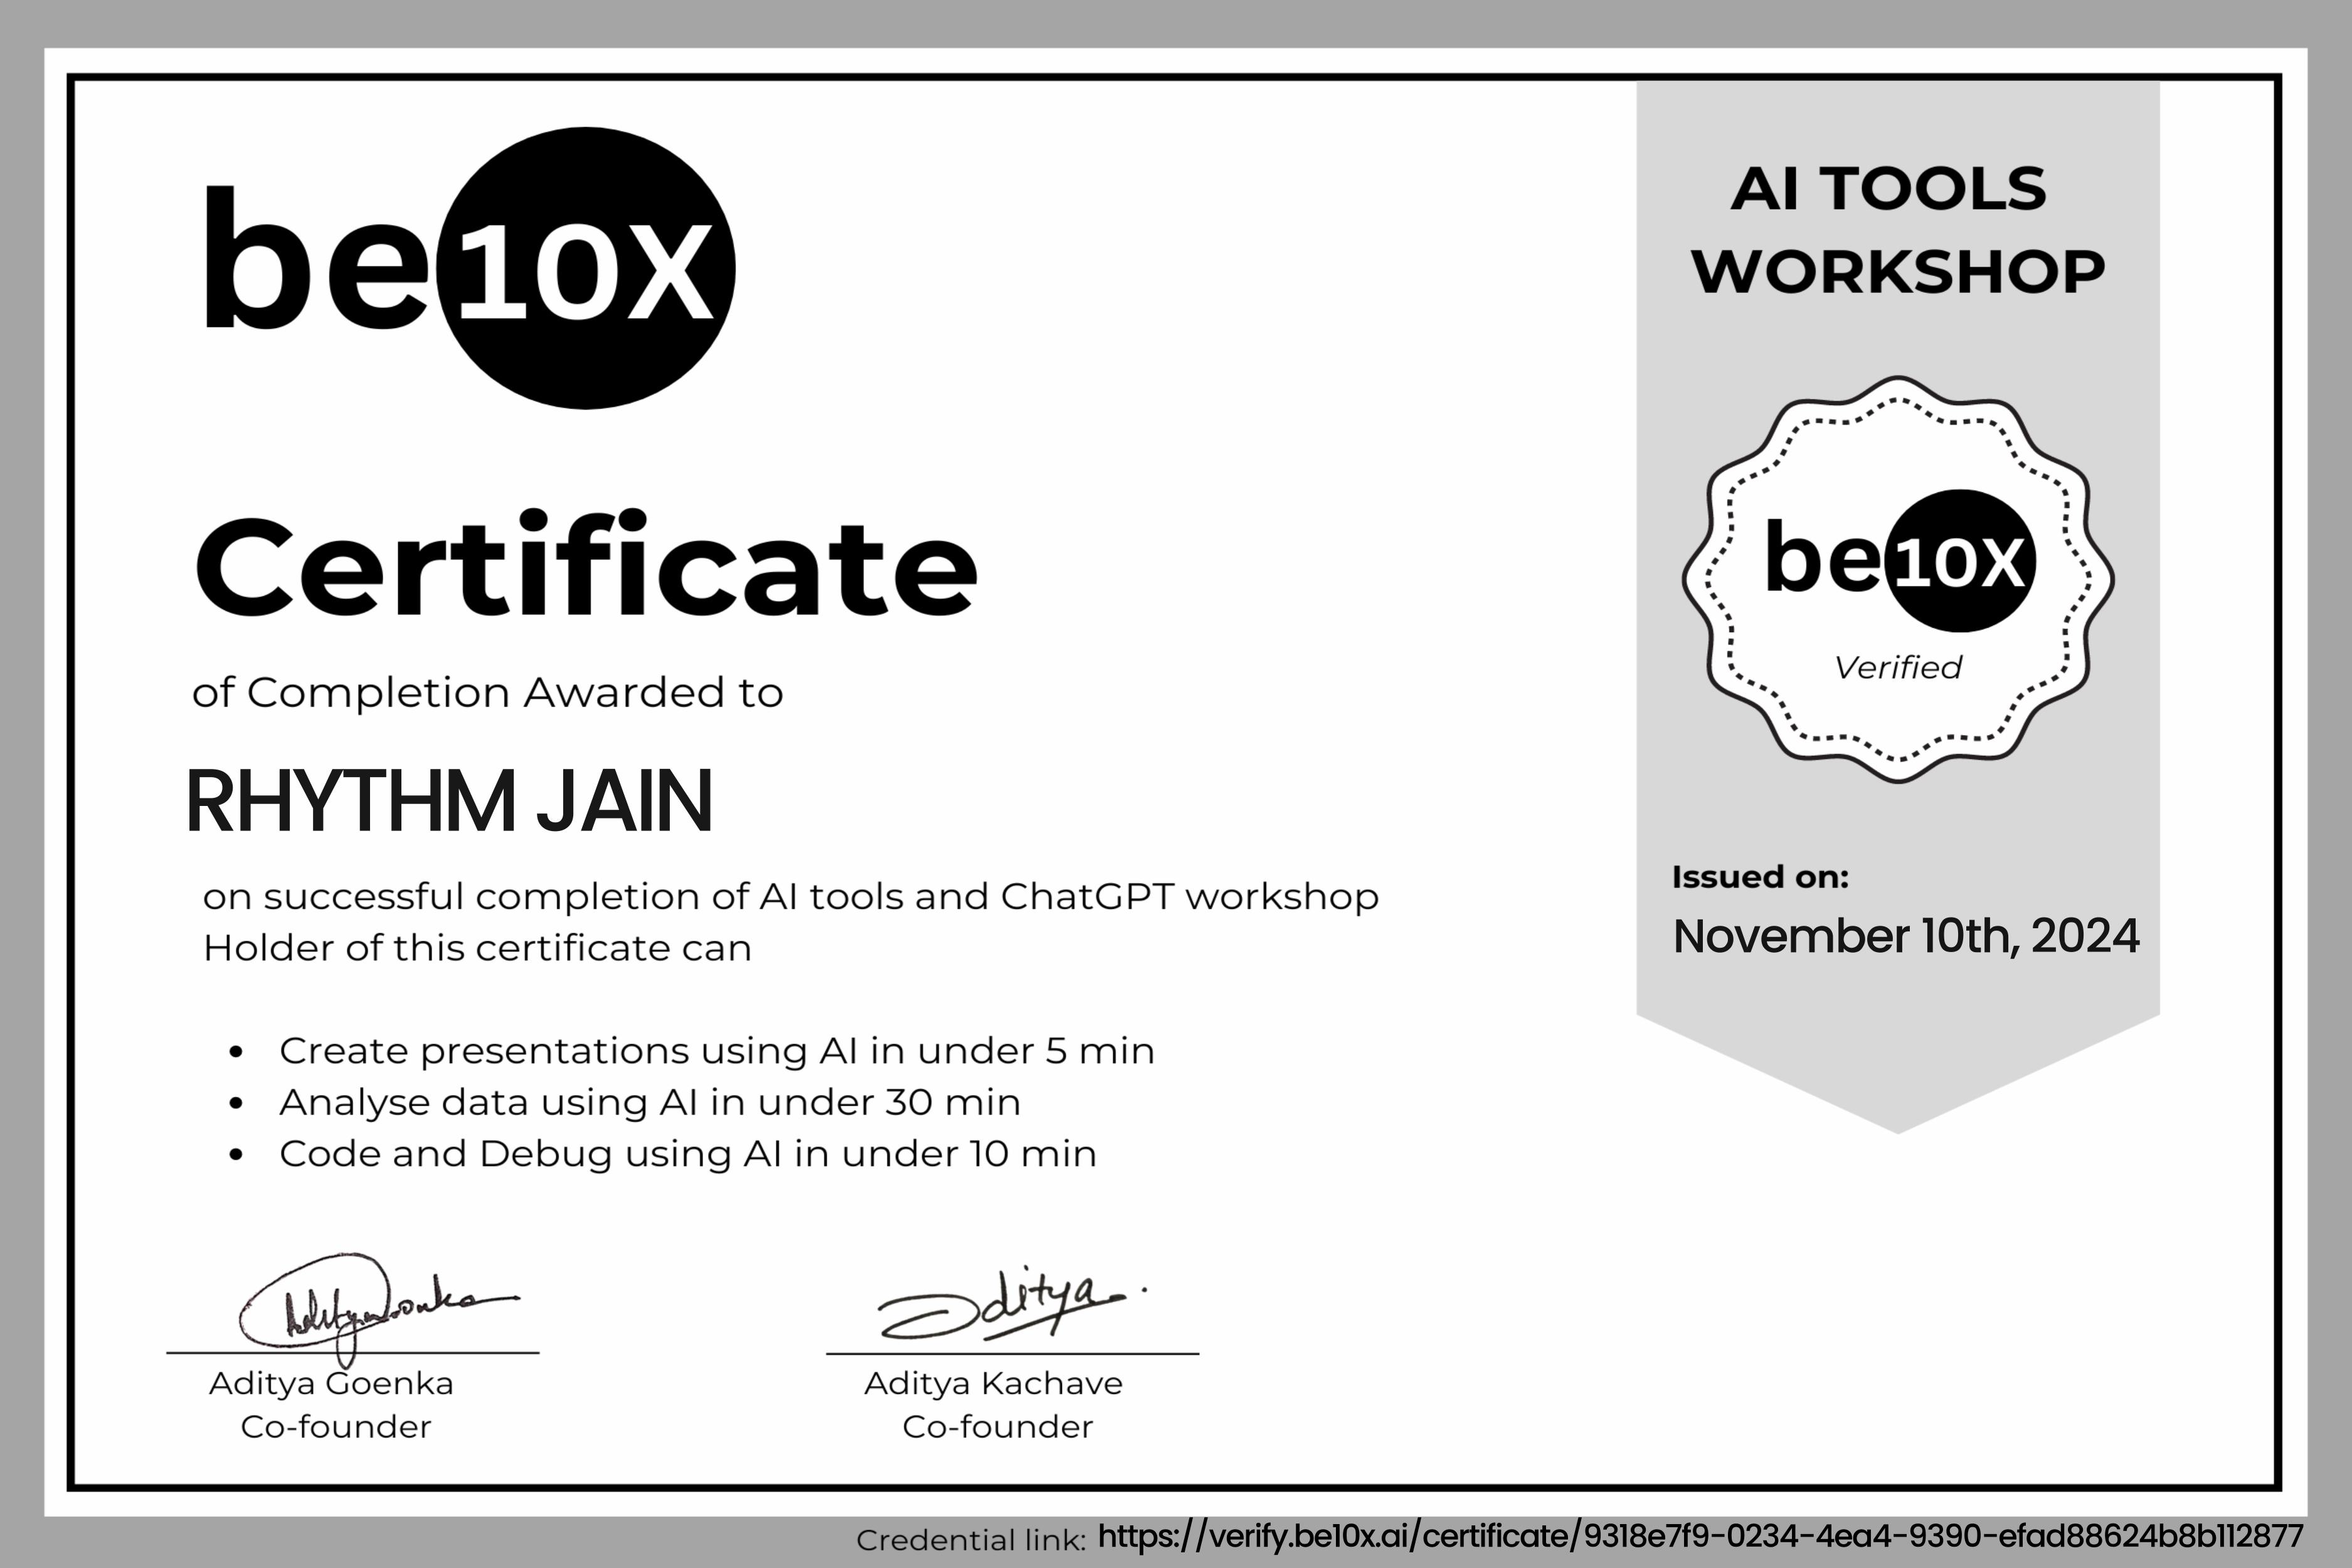 be10X
Certificate
of Completion Awarded to
RHYTHM JAIN
on successful completion of AI tools and ChatGPT workshop
Holder of this certificate can
• Create presentations using AI in under 5 min
• Analyse data using AI in under 30 min
• Code and Debug using AI in under 10 min
Aditya Goenka
Aditya Goenka
Co-founder
Aditya
Aditya Kachave
Co-founder
AI TOOLS
WORKSHOP
be10X
Verified
Issued on:
November 10th, 2024
Credential link: https://verify.be10x.ai/certificate/9318e7f9-0234-4ea4-9390-efad88624b8b112877